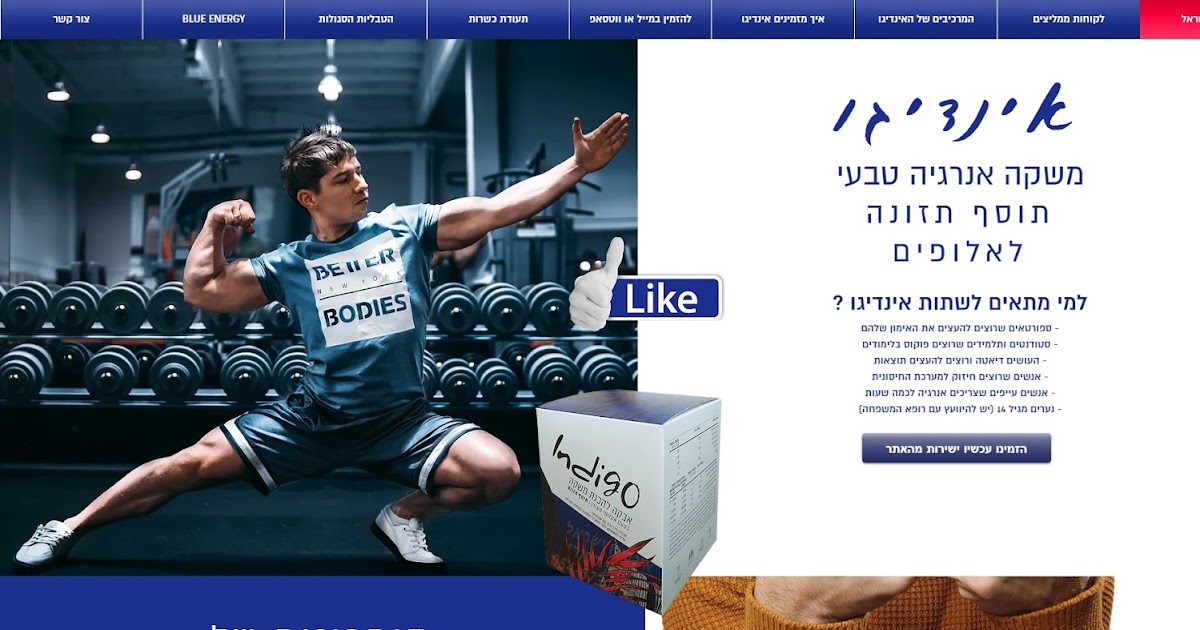 שראל
לקוחות ממליצים
המרכיבים של האינדיגו
איך מזמינים אינדיגו
להזמין במייל או ווטסאפ
תעודת כשרות
הטבליות הסגולות
BLUE ENERGY
צור קשר
אינדיגו
משקה אנרגיה טבעי
תוסף תזונה
לאלופים
למי מתאים לשתות אינדיגו ?
- ספורטאים שרוצים להעצים את האימון שלהם
- סטודנטים ותלמידים שרוצים פוקוס בלימודים
- העושים דיאטה ורוצים להעצים תוצאות
- אנשים שרוצים חיזוק למערכת החיסונית
- אנשים עייפים שצריכים אנרגיה לכמה שעות
- נערים מגיל 14 (יש להיוועץ עם רופא המשפחה)
הזמינו עכשיו ישירות מהאתר
BETTER
NEW YORK
BODIES
Like
Indigo
אבקה להכנת משקה